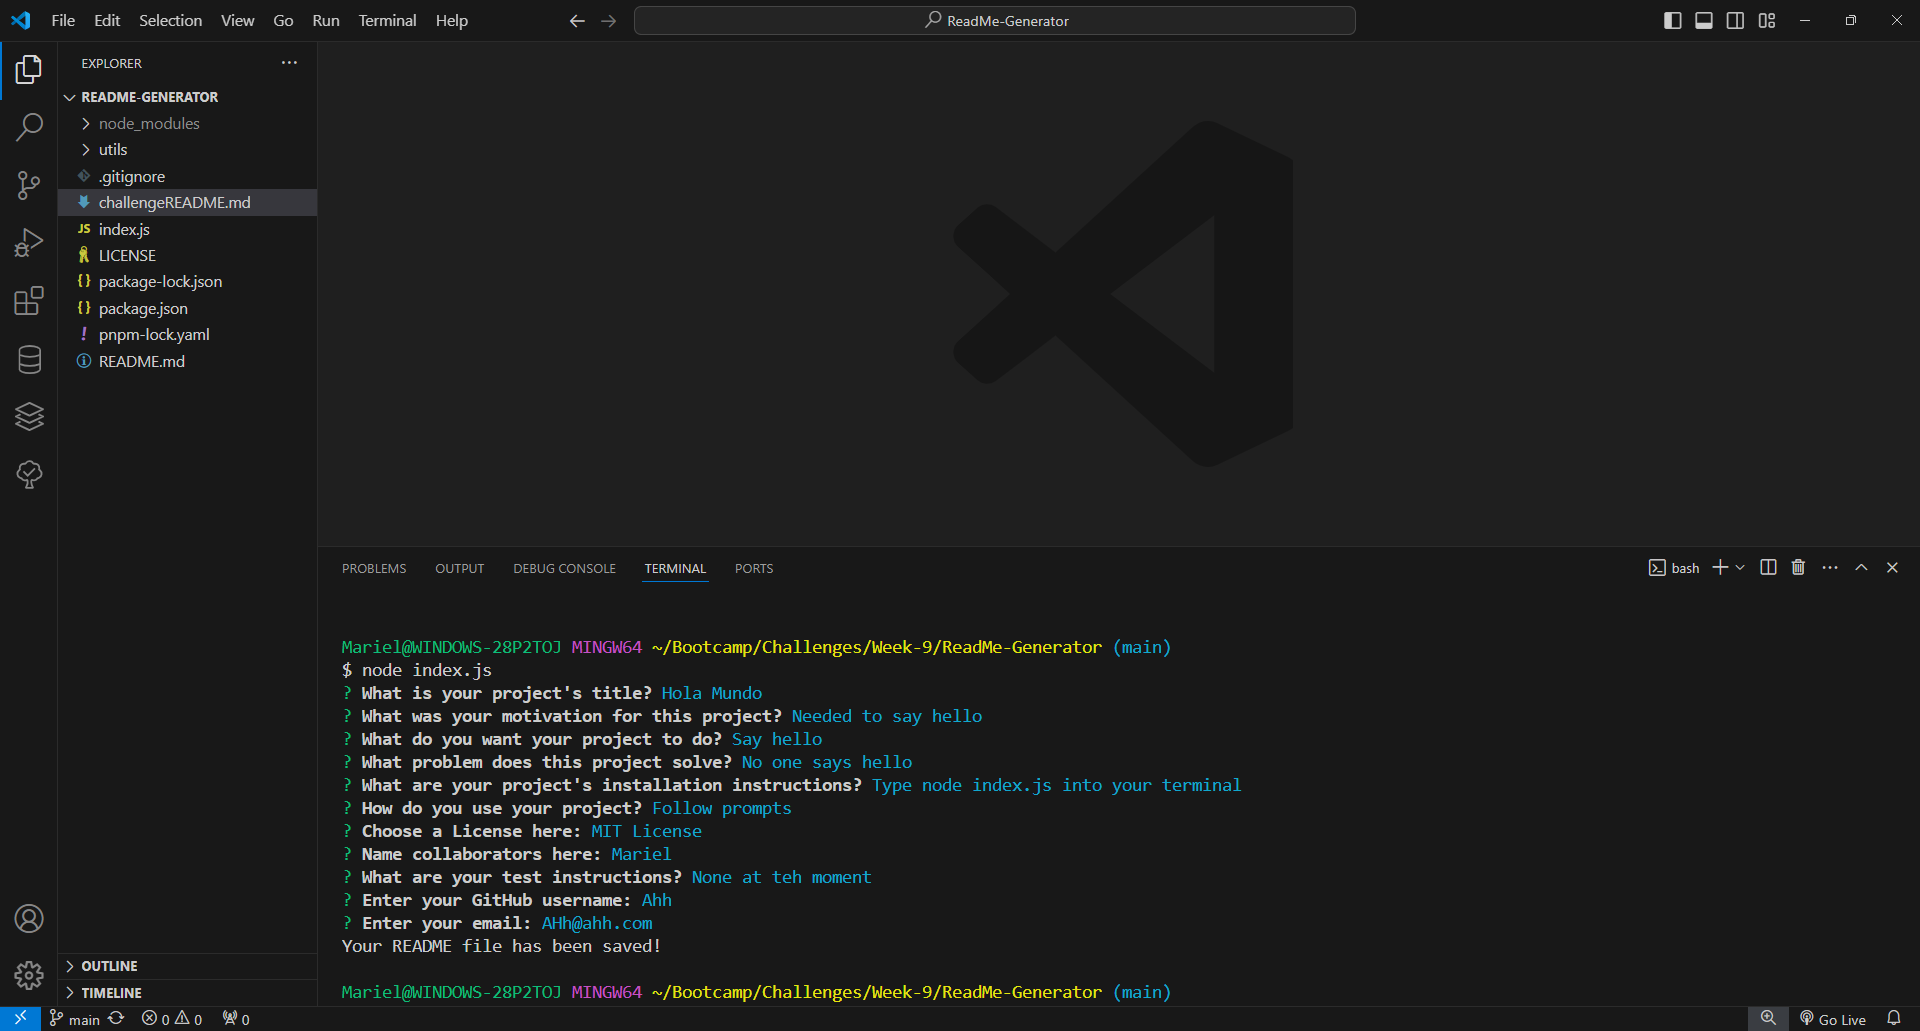 File Edit Selection View Go Run Terminal Help
ReadMe-Generator
EXPLORER
README-GENERATOR
node_modules
utils
.gitignore
challengeREADME.md
JS index.js
LICENSE
{} package-lock.json
{} package.json
! pnpm-lock.yaml
README.md
OUTLINE
TIMELINE
PROBLEMS OUTPUT DEBUG CONSOLE TERMINAL PORTS
bash
Mariel@WINDOWS-28P2TOJ MINGW64 ~/Bootcamp/Challenges/Week-9/ReadMe-Generator (main)
$ node index.js
? What is your project's title? Hola Mundo
? What was your motivation for this project? Needed to say hello
? What do you want your project to do? Say hello
? What problem does this project solve? No one says hello
? What are your project's installation instructions? Type node index.js into your terminal
? How do you use your project? Follow prompts
? Choose a License here: MIT License
? Name collaborators here: Mariel
? What are your test instructions? None at teh moment
? Enter your GitHub username: Ahh
? Enter your email: AHh@ahh.com
Your README file has been saved!
Mariel@WINDOWS-28P2TOJ MINGW64 ~/Bootcamp/Challenges/Week-9/ReadMe-Generator (main)
main 0 0 0 Go Live